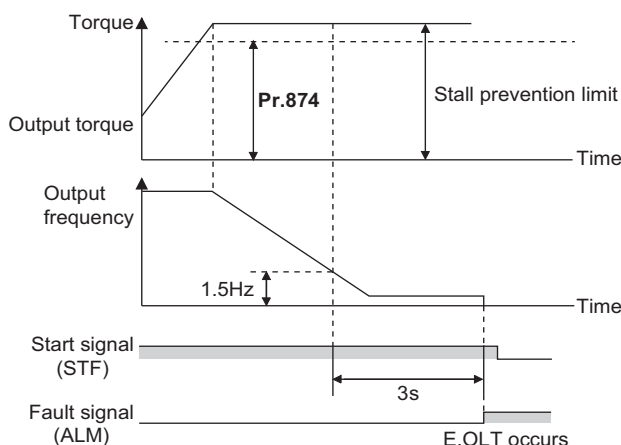 Torque
Pr.874
Stall prevention limit
Output torque
Time
Output
frequency
1.5Hz
Time
Start signal
(STF)
3s
Fault signal
(ALM)
E.OLT occurs